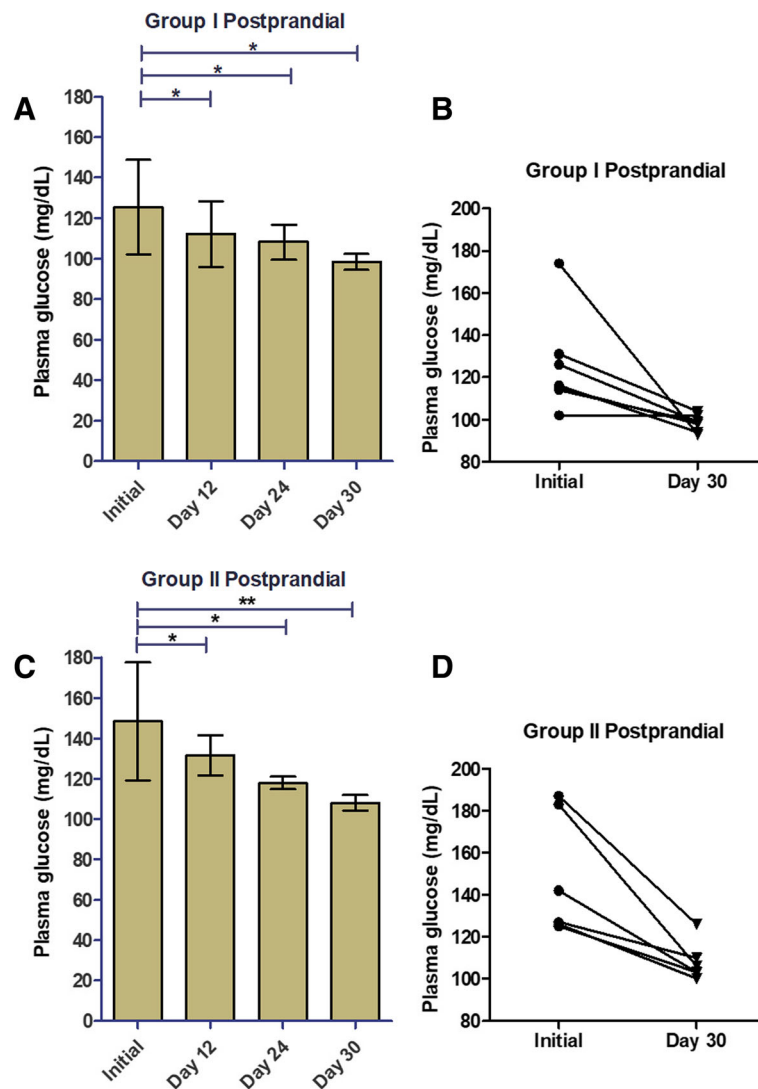 Group I Postprandial
*
*
*
A
180
160
140
120
100
80
60
40
20
0
Plasma glucose (mg/dL)
Initial
Day 12
Day 24
Day 30
B
Group I Postprandial
200
180
160
140
120
100
80
Plasma glucose (mg/dL)
Initial
Day 30
Group II Postprandial
**
*
*
C
180
160
140
120
100
80
60
40
20
0
Plasma glucose (mg/dL)
Initial
Day 12
Day 24
Day 30
D
Group II Postprandial
200
180
160
140
120
100
80
Plasma glucose (mg/dL)
Initial
Day 30